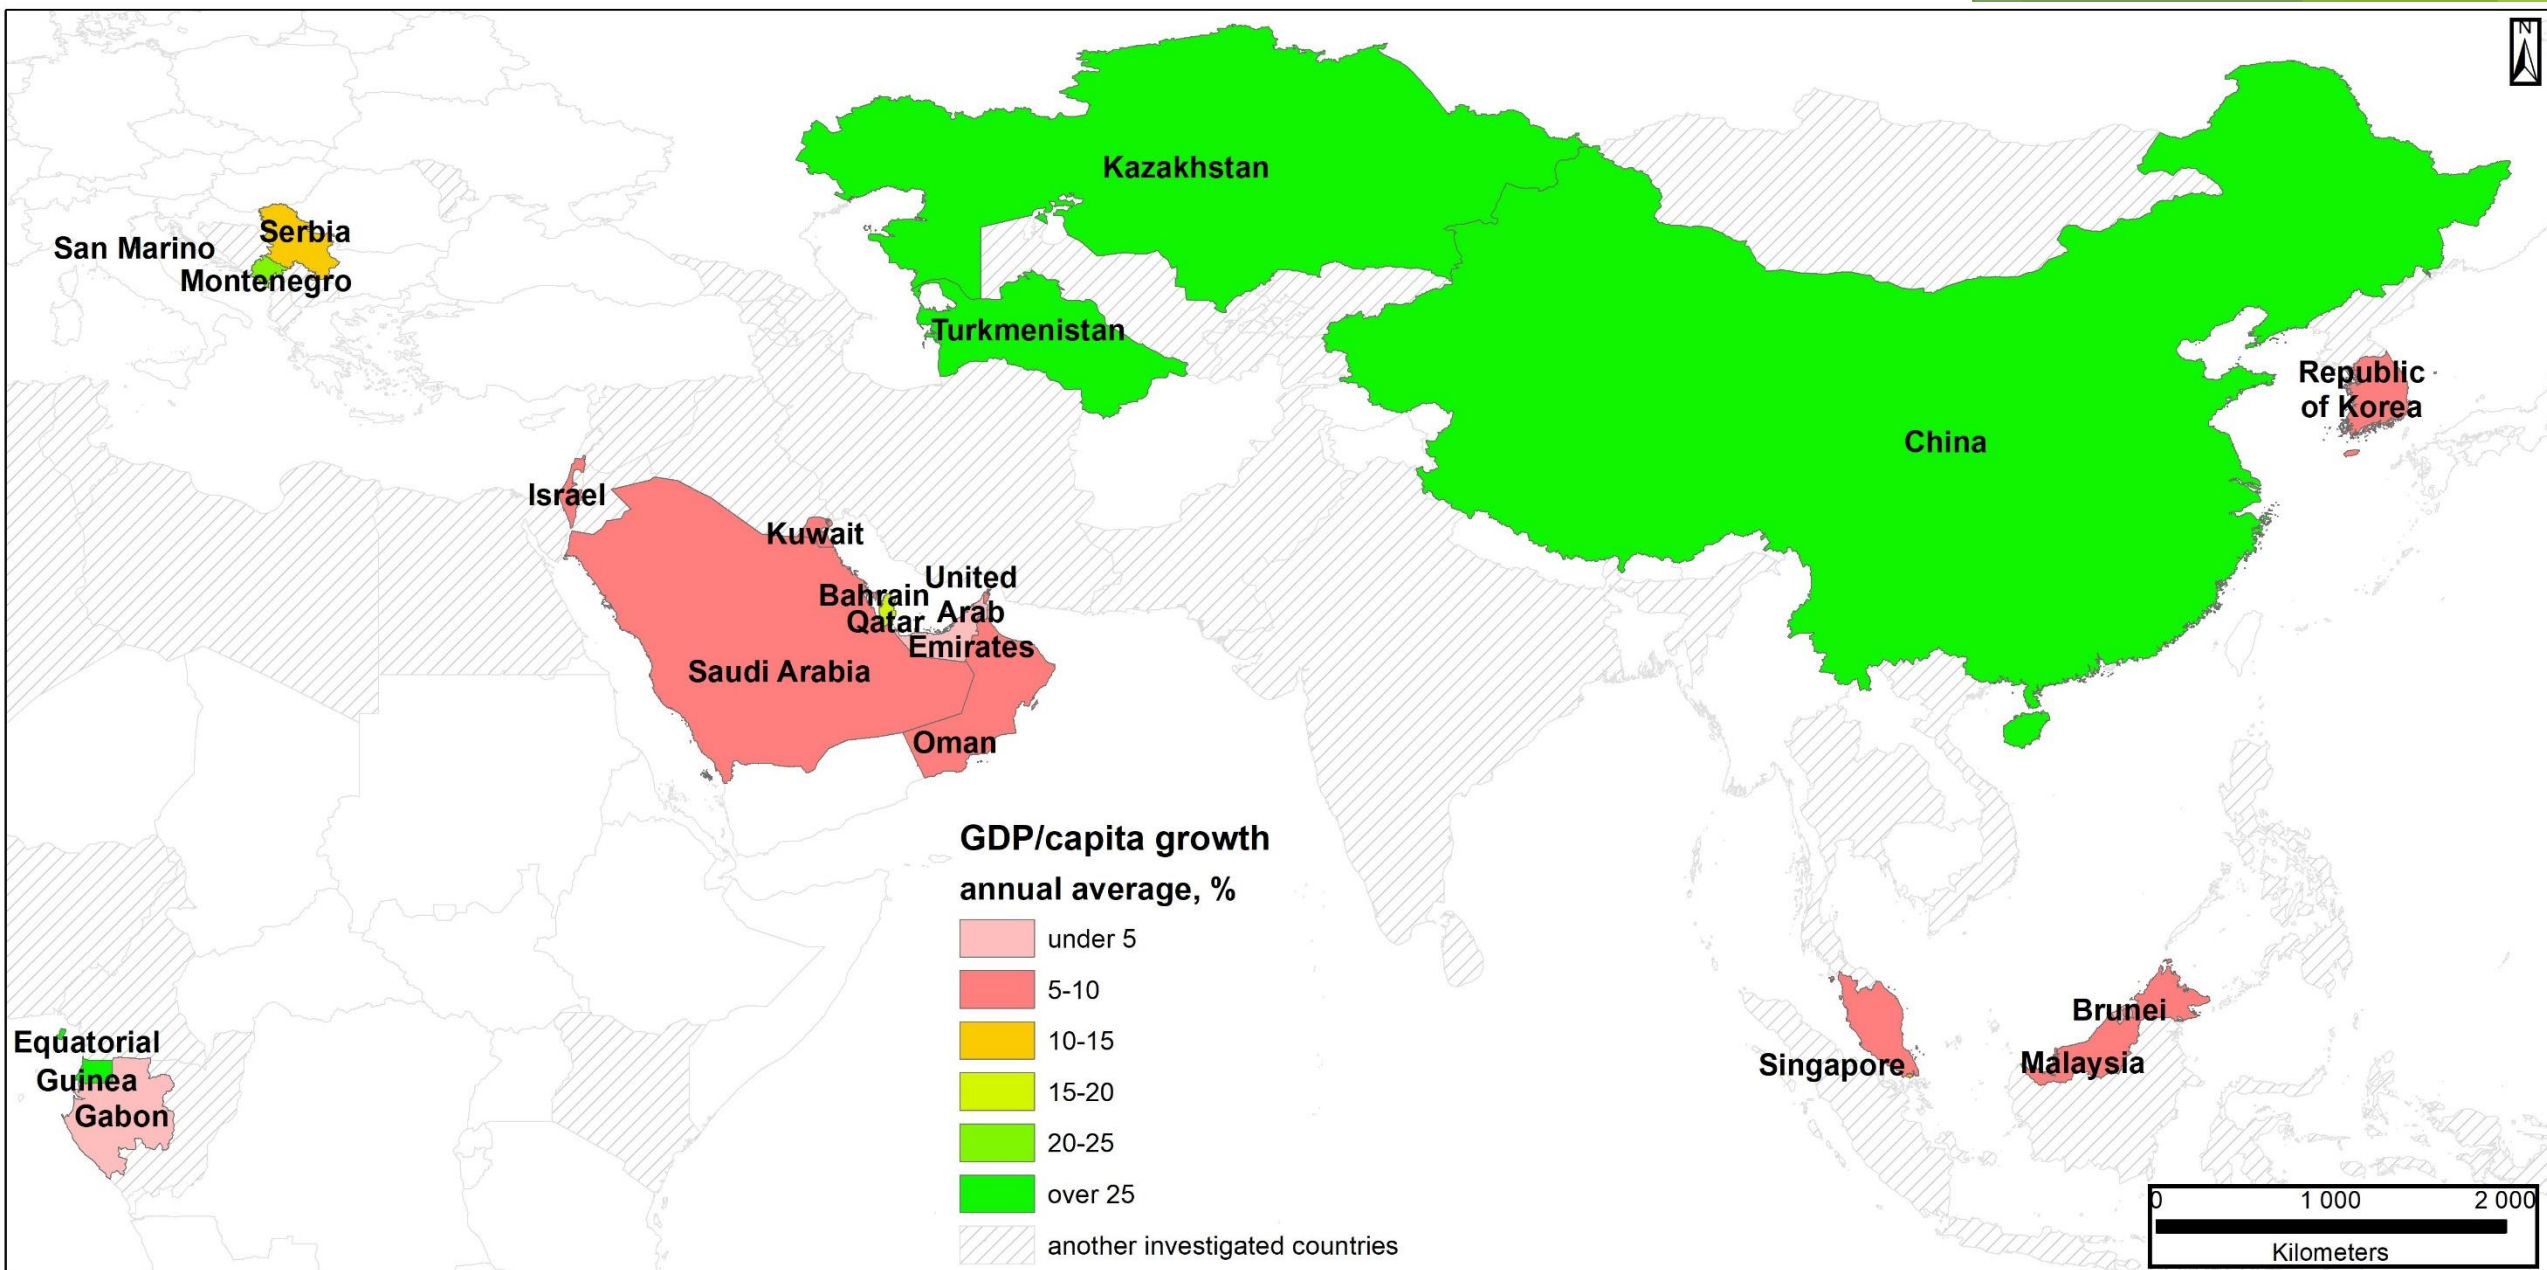 N
Kazakhstan
Serbia
San Marino
Montenegro
Turkmenistan
Republic
of Korea
China
Israel
Kuwait
United
Bahrain
Arab
Qatar
Emirates
Saudi Arabia
Oman
GDP/capita growth
annual average, %
under 5
5-10
10-15
15-20
20-25
over 25
another investigated countries
Brunei
Singapore
Malaysia
Equatorial
Guinea
Gabon
0 1 000 2 000
Kilometers